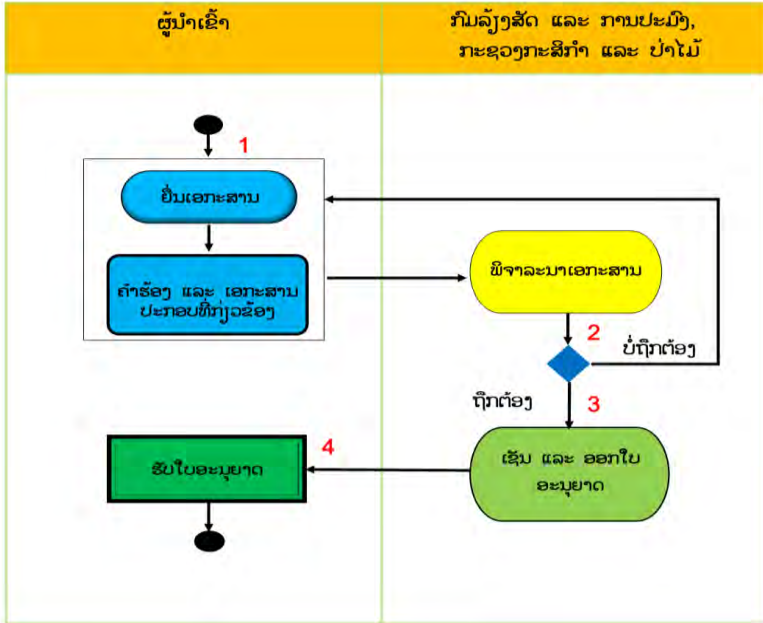 ຜູ້ນຳເຂົ້າ
ກົມລ້ຽງສັດ ແລະ ການປະມົງ,
ກະຊວງກະສິກຳ ແລະ ປ່າໄມ້
1
ຍື່ນເອກະສານ
ຄຳຮ້ອງ ແລະ ເອກະສານ
ປະກອບທີ່ກ່ຽວຂ້ອງ
ພິຈາລະນາເອກະສານ
2
ບໍ່ຖືກຕ້ອງ
ຖືກຕ້ອງ
3
ເຊັນ ແລະ ອອກໃບ
ອະນຸຍາດ
4
ຮັບໃບອະນຸຍາດ